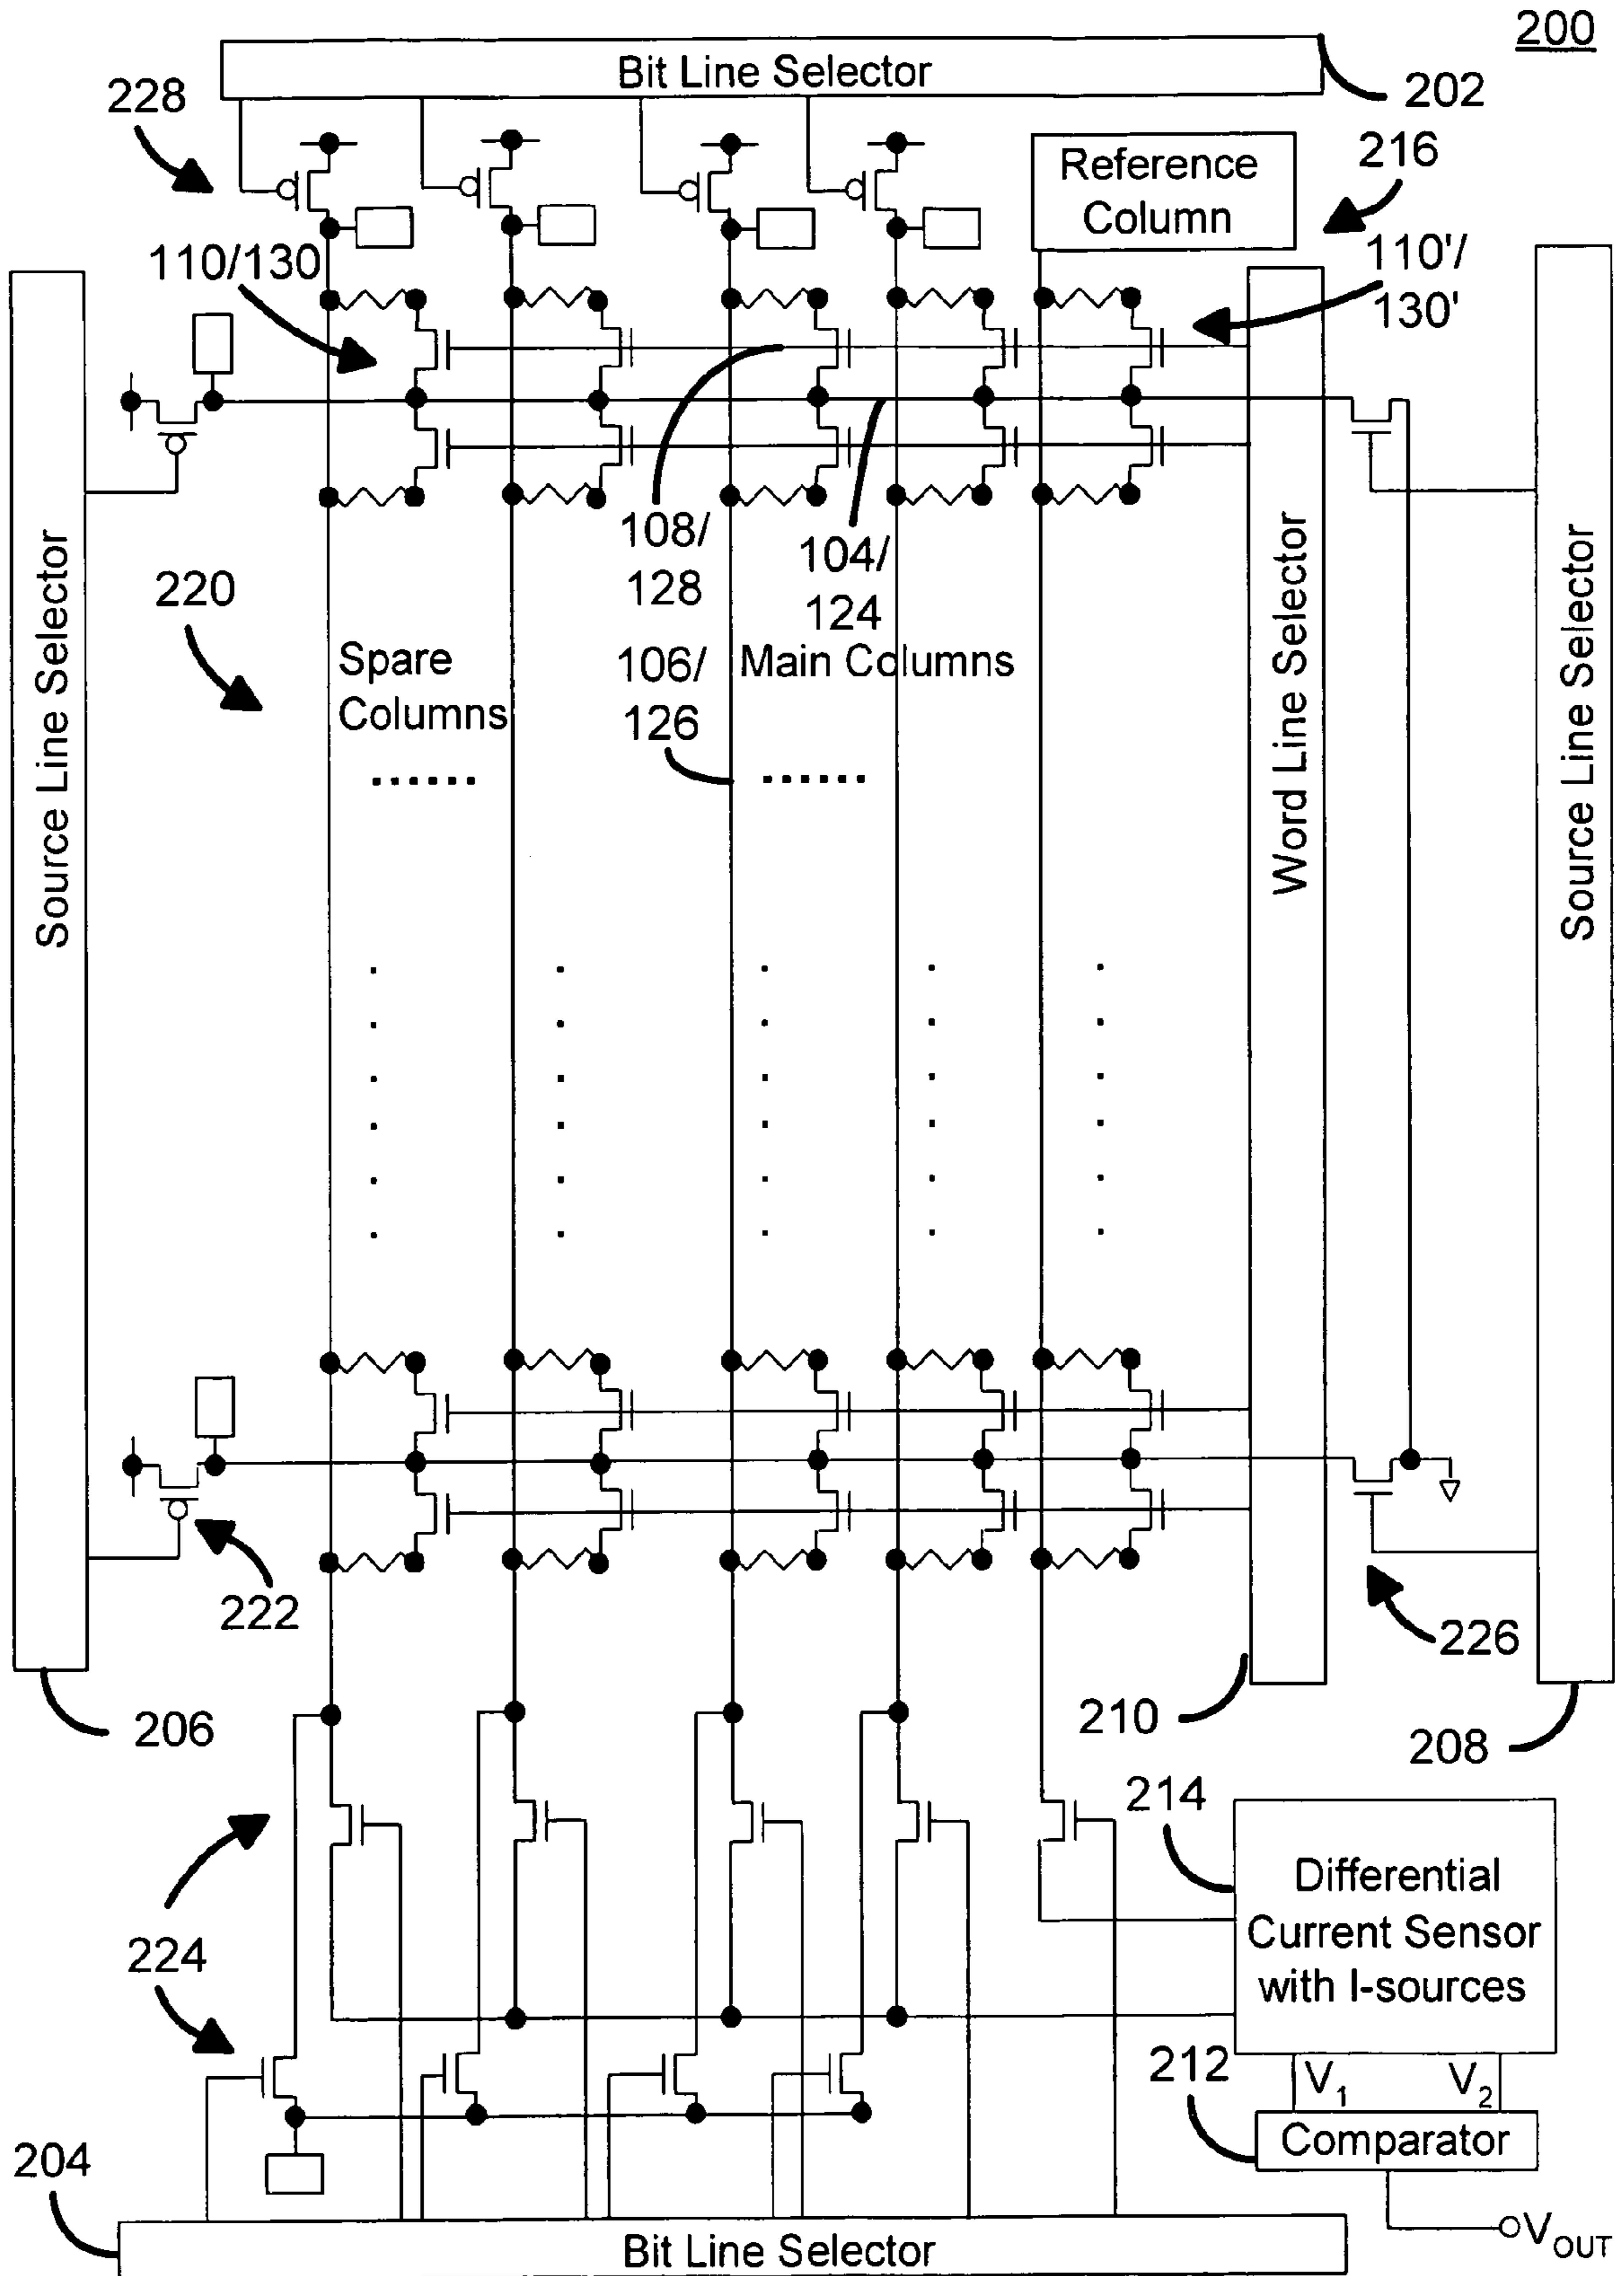 200
Bit Line Selector
202
228
216
Reference
Column
110/130
110'/
130'
108/
128
104/
124
220
Source Line Selector
Word Line Selector
Source Line Selector
Spare
Columns
......
106/
126
Main Columns
......
222
226
206
210
208
214
Differential
Current Sensor
with I-sources
224
212
V1
V2
Comparator
204
Bit Line Selector
VOUT